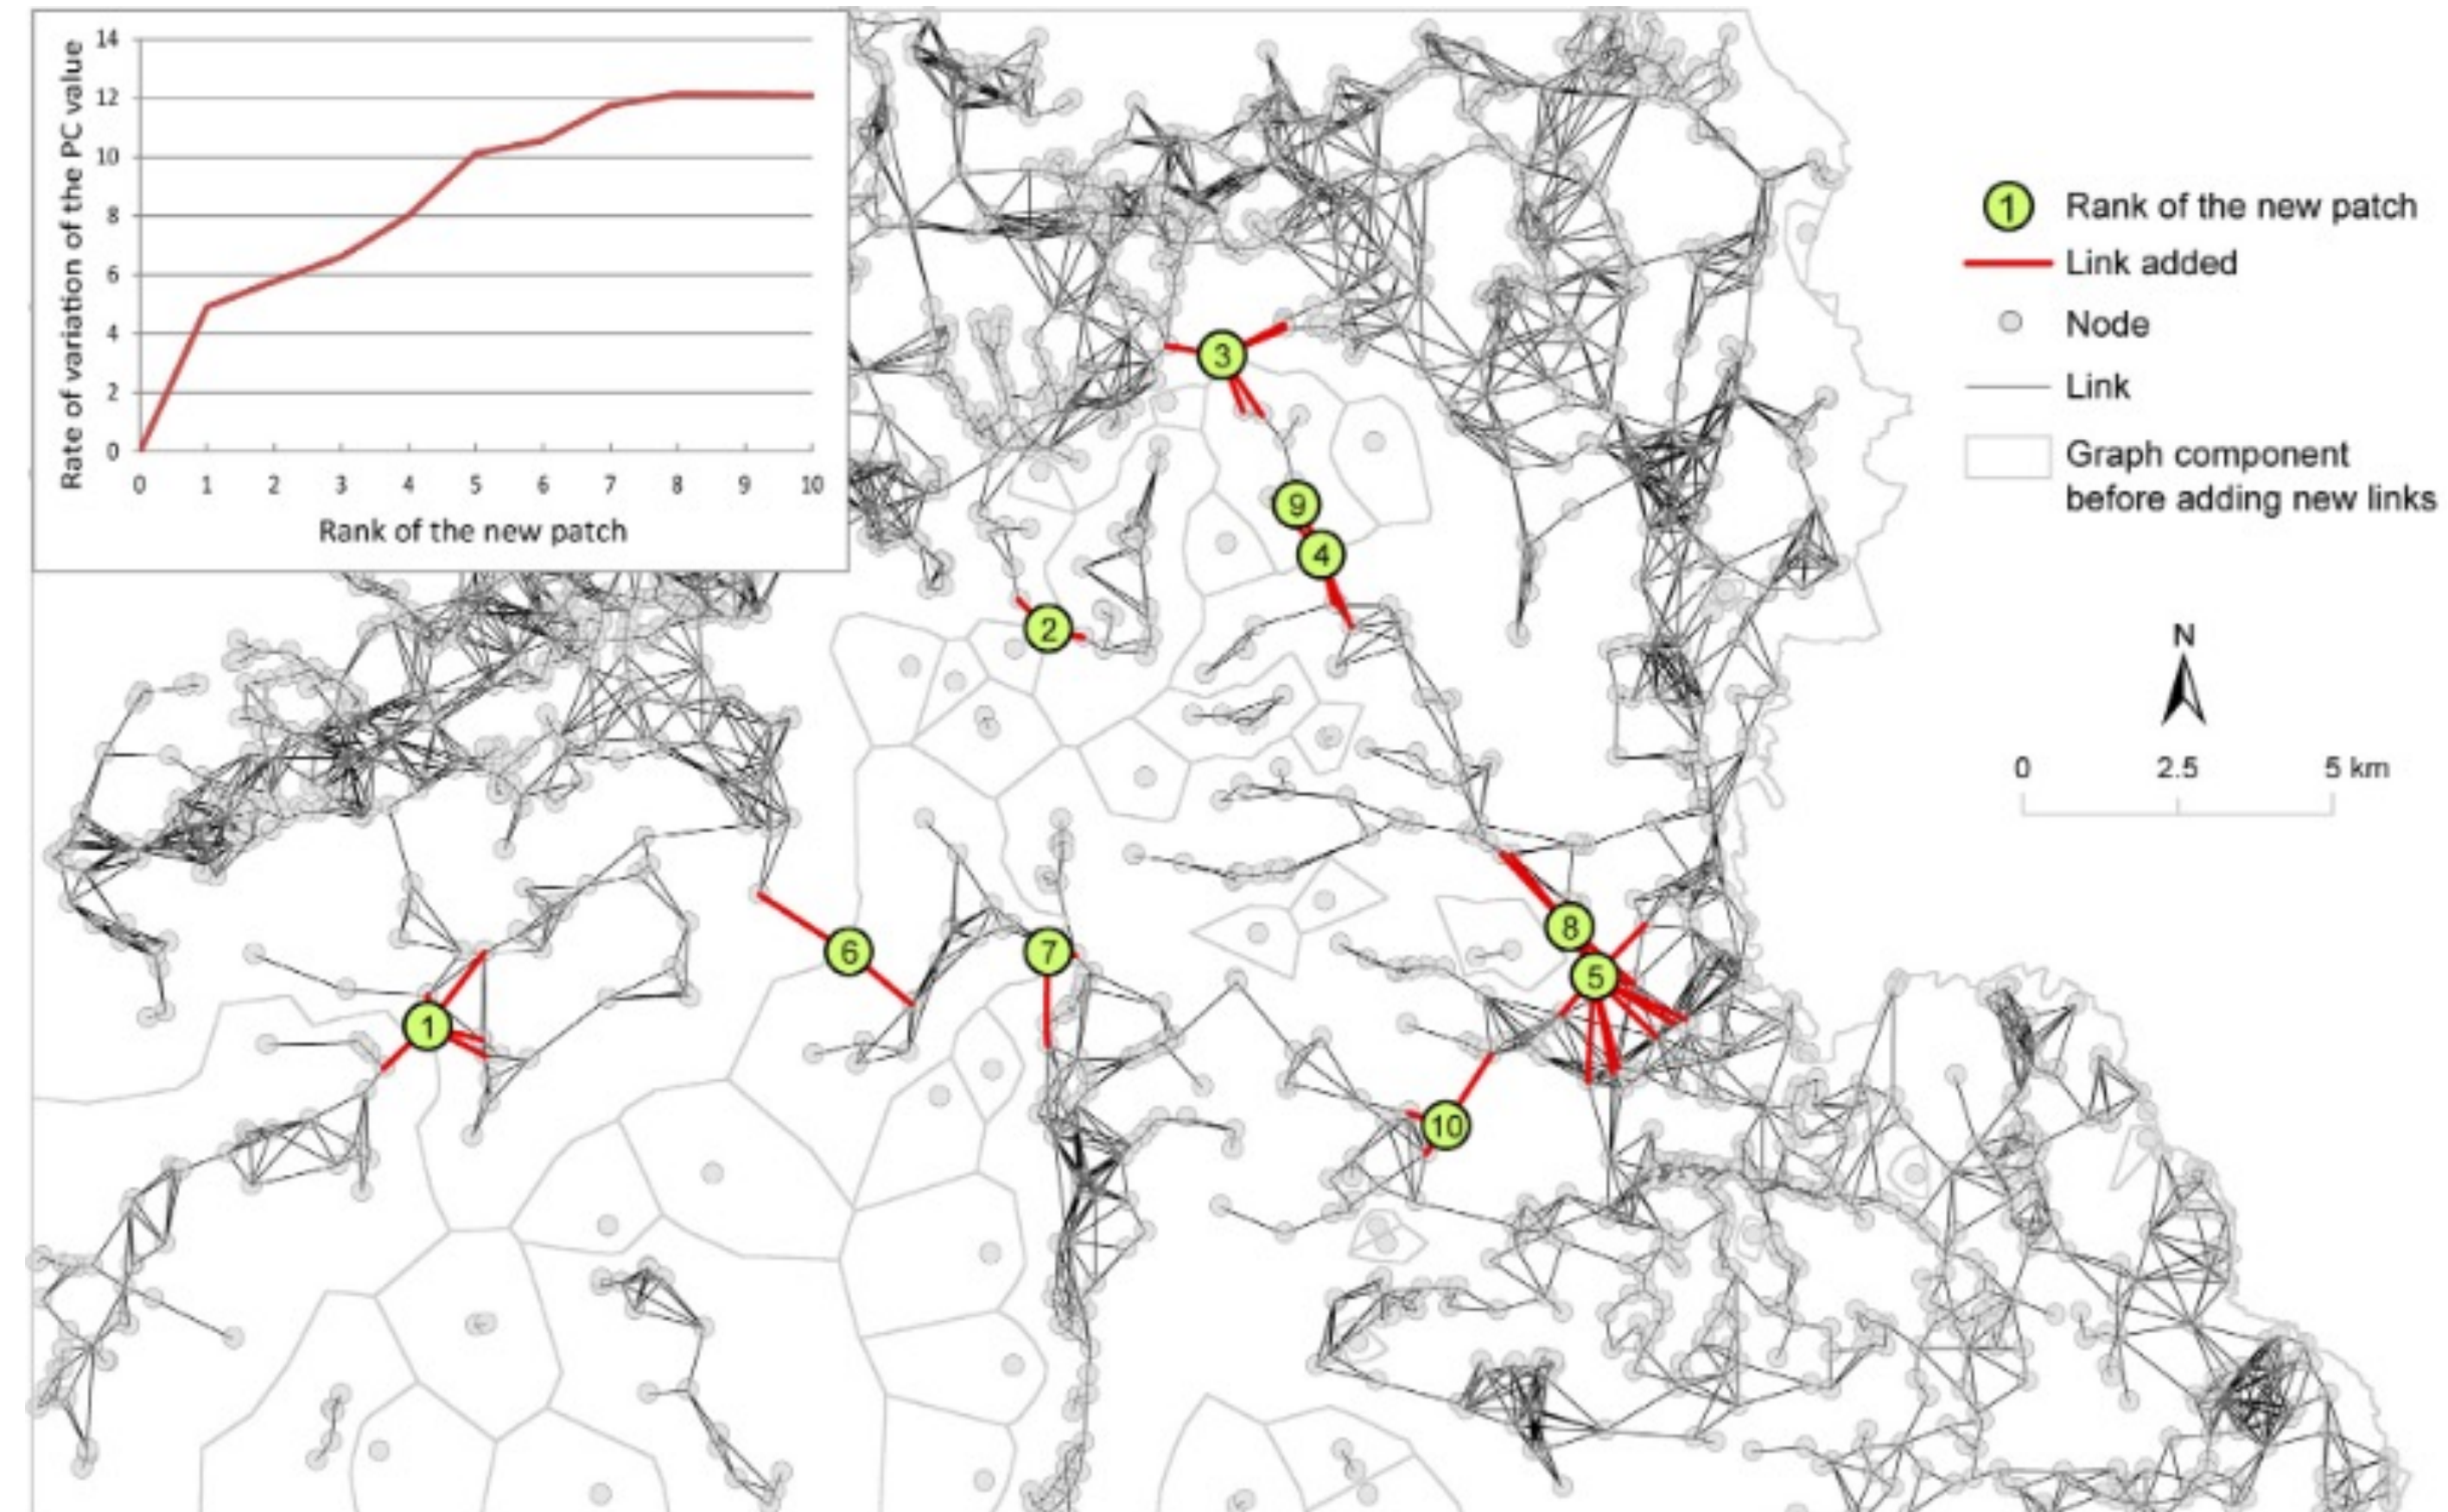 Rate of variation of the PC value
14
12
10
8
6
4
2
0
0 1 2 3 4 5 6 7 8 9 10
Rank of the new patch
1 Rank of the new patch
Link added
Node
Link
Graph component
before adding new links
N
0 2.5 5 km
3
9
4
2
8
6
7
5
1
10